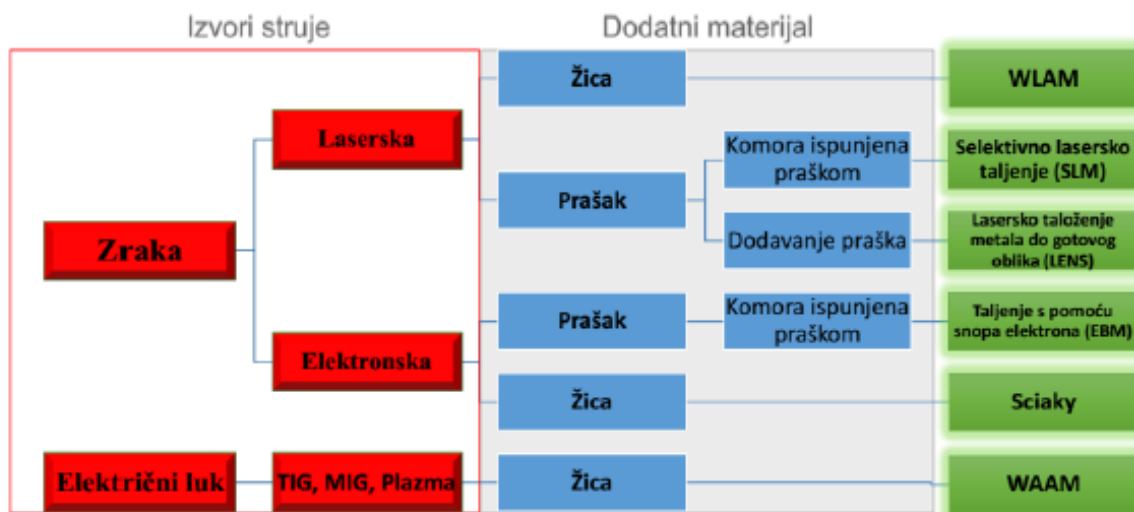 Izvori struje
Dodatni materijal
Žica
WLAM
Laserska
Komora ispunjena
praškom
Selektivno lasersko
taljenje (SLM)
Prašak
Zraka
Dodavanje praška
Lasersko taloženje
metala do gotovog
oblika (LENS)
Prašak
Komora ispunjena
praškom
Taljenje s pomoću
snopa elektrona (EBM)
Elektronska
Žica
Sciaky
Električni luk
TIG, MIG, Plazma
Žica
WAAM